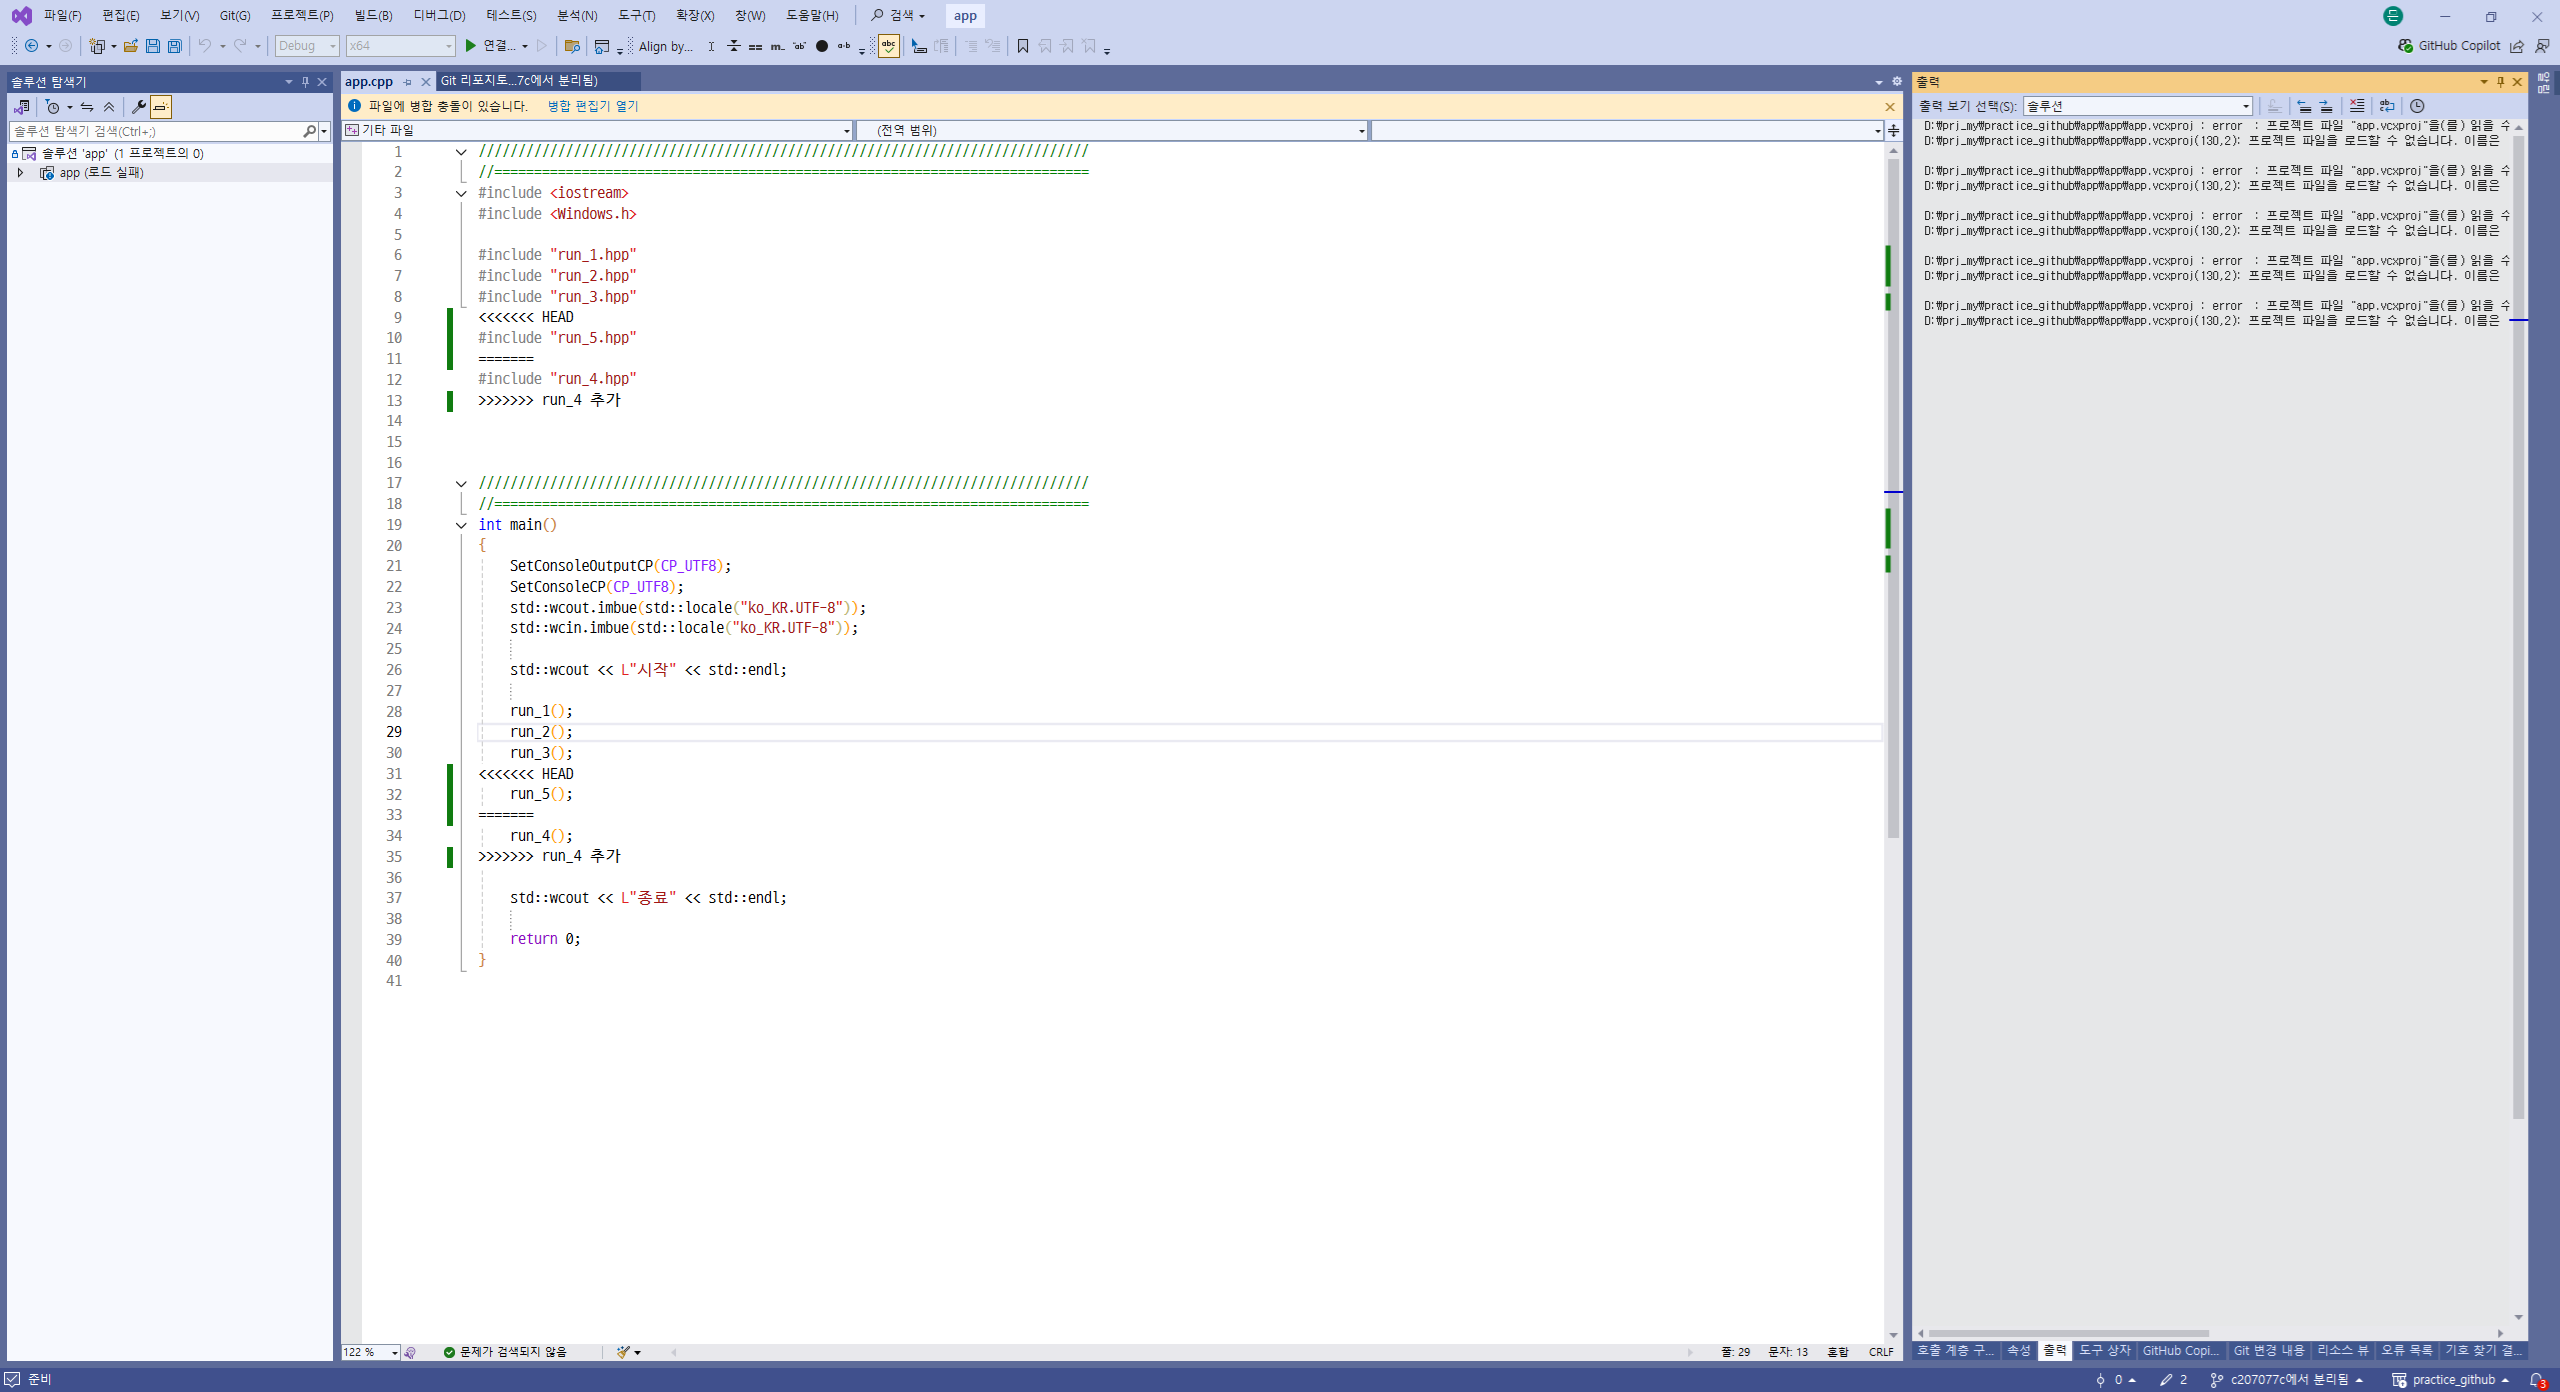 파일(F) 편집(E) 보기(V) Git(G) 프로젝트(P) 빌드(B) 디버그(D) 테스트(S) 분석(N) 도구(T) 확장(X) 창(W) 도움말(H) 검색 app 든
Debug x64 연결... Align by... GitHub Copilot
솔루션 탐색기
솔루션 탐색기 검색(Ctrl+;)
솔루션 'app' (1 프로젝트의 0)
app (로드 실패)
app.cpp Git 리포지토...7c에서 분리됨)
파일에 병합 충돌이 있습니다. 병합 편집기 열기
기타 파일 (전역 범위)
1 /////////////////////////////////////////////////////////////////////////////
2 //===========================================================================
3 #include <iostream>
4 #include <Windows.h>
5
6 #include "run_1.hpp"
7 #include "run_2.hpp"
8 #include "run_3.hpp"
9 <<<<<<< HEAD
10 #include "run_5.hpp"
11 =======
12 #include "run_4.hpp"
13 >>>>>>> run_4 추가
14
15
16
17 /////////////////////////////////////////////////////////////////////////////
18 //===========================================================================
19 int main()
20 {
21 SetConsoleOutputCP(CP_UTF8);
22 SetConsoleCP(CP_UTF8);
23 std::wcout.imbue(std::locale("ko_KR.UTF-8"));
24 std::wcin.imbue(std::locale("ko_KR.UTF-8"));
25
26 std::wcout << L"시작" << std::endl;
27
28 run_1();
29 run_2();
30 run_3();
31 <<<<<<< HEAD
32 run_5();
33 =======
34 run_4();
35 >>>>>>> run_4 추가
36
37 std::wcout << L"종료" << std::endl;
38
39 return 0;
40 }
41
122 % 문제가 검색되지 않음 줄: 29 문자: 13 혼합 CRLF
출력
출력 보기 선택(S): 솔루션
D:₩prj_my₩practice_github₩app₩app₩app.vcxproj : error : 프로젝트 파일 "app.vcxproj"을(를) 읽을 수
D:₩prj_my₩practice_github₩app₩app₩app.vcxproj(130,2): 프로젝트 파일을 로드할 수 없습니다. 이름은
D:₩prj_my₩practice_github₩app₩app₩app.vcxproj : error : 프로젝트 파일 "app.vcxproj"을(를) 읽을 수
D:₩prj_my₩practice_github₩app₩app₩app.vcxproj(130,2): 프로젝트 파일을 로드할 수 없습니다. 이름은
D:₩prj_my₩practice_github₩app₩app₩app.vcxproj : error : 프로젝트 파일 "app.vcxproj"을(를) 읽을 수
D:₩prj_my₩practice_github₩app₩app₩app.vcxproj(130,2): 프로젝트 파일을 로드할 수 없습니다. 이름은
D:₩prj_my₩practice_github₩app₩app₩app.vcxproj : error : 프로젝트 파일 "app.vcxproj"을(를) 읽을 수
D:₩prj_my₩practice_github₩app₩app₩app.vcxproj(130,2): 프로젝트 파일을 로드할 수 없습니다. 이름은
D:₩prj_my₩practice_github₩app₩app₩app.vcxproj : error : 프로젝트 파일 "app.vcxproj"을(를) 읽을 수
D:₩prj_my₩practice_github₩app₩app₩app.vcxproj(130,2): 프로젝트 파일을 로드할 수 없습니다. 이름은
호출 계층 구... 속성 출력 도구 상자 GitHub Copi... Git 변경 내용 리소스 뷰 오류 목록 기호 찾기 결...
준비 0 2 c207077c에서 분리됨 practice_github 3